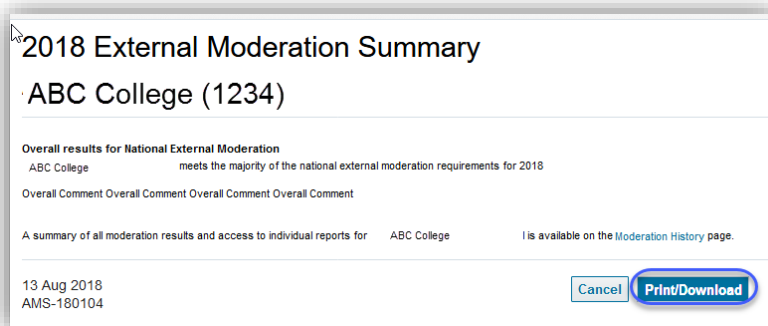 2018 External Moderation Summary
ABC College (1234)
Overall results for National External Moderation
ABC College meets the majority of the national external moderation requirements for 2018
Overall Comment Overall Comment Overall Comment Overall Comment
A summary of all moderation results and access to individual reports for ABC College l is available on the Moderation History page.
13 Aug 2018
AMS-180104
Cancel Print/Download